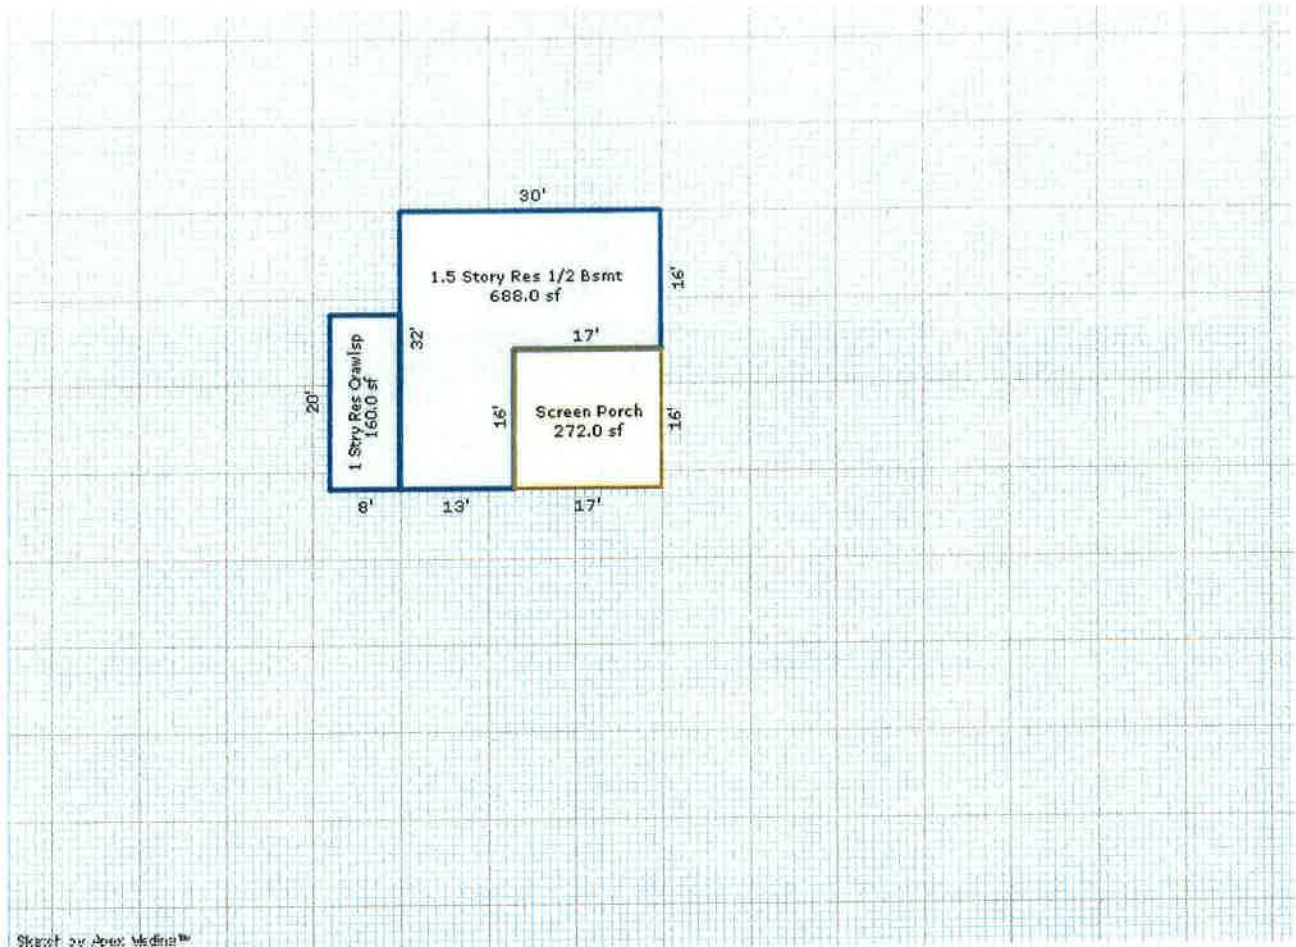 30'
1.5 Story Res 1/2 Bsmt
688.0 sf
16'
32'
17'
1 Stry Res Crawlsp
160.0 sf
20'
16'
Screen Porch
272.0 sf
16'
8'
13'
17'
Sketch by Apex Medina™